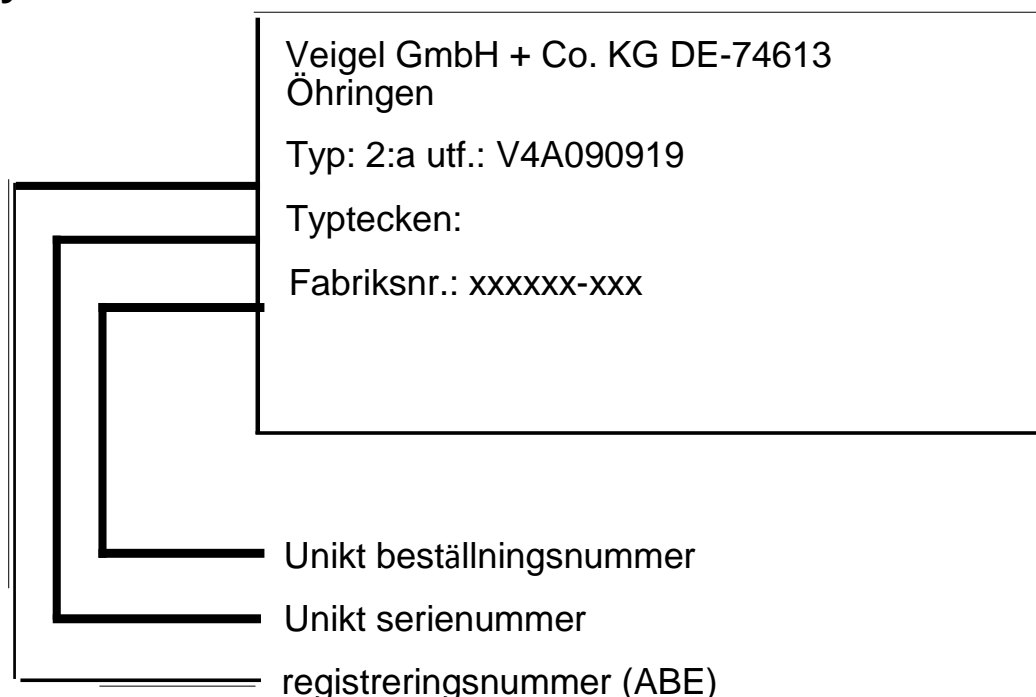 Veigel GmbH + Co. KG DE-74613
Öhringen
Typ: 2:a utf.: V4A090919
Typtecken:
Fabriksnr.: xxxxxx-xxx
Unikt beställningsnummer
Unikt serienummer
registreringsnummer (ABE)